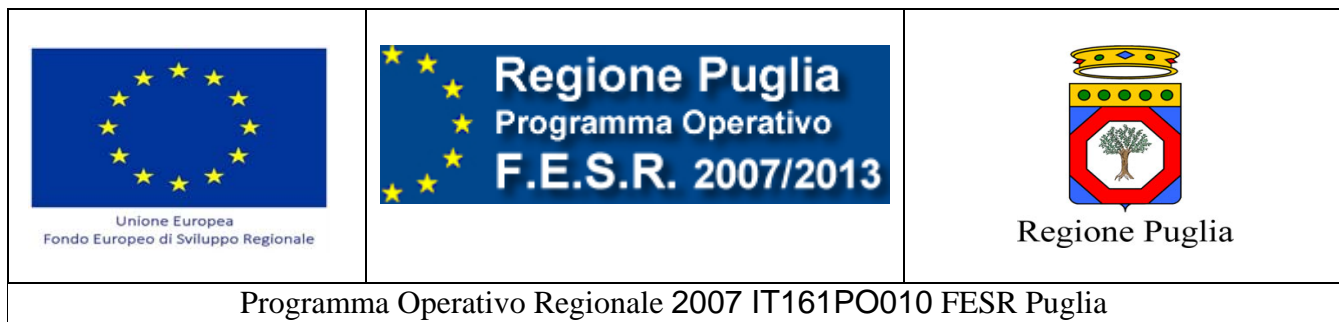 Unione Europea
Fondo Europeo di Sviluppo Regionale
Regione Puglia
Programma Operativo
F.E.S.R. 2007/2013
Regione Puglia
Programma Operativo Regionale 2007 IT161PO010 FESR Puglia